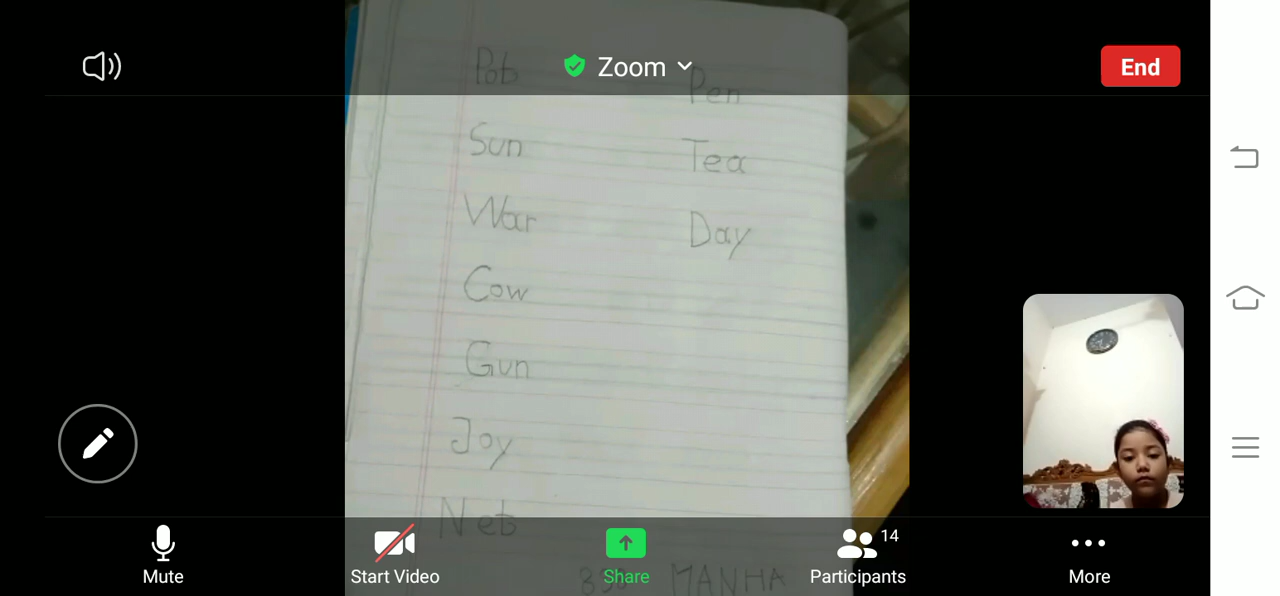 Zoom
End
Pot
Pen
Sun
Tea
War
Day
Cow
Gun
Joy
Net
MANHA
14
Mute
Start Video
Share
Participants
More